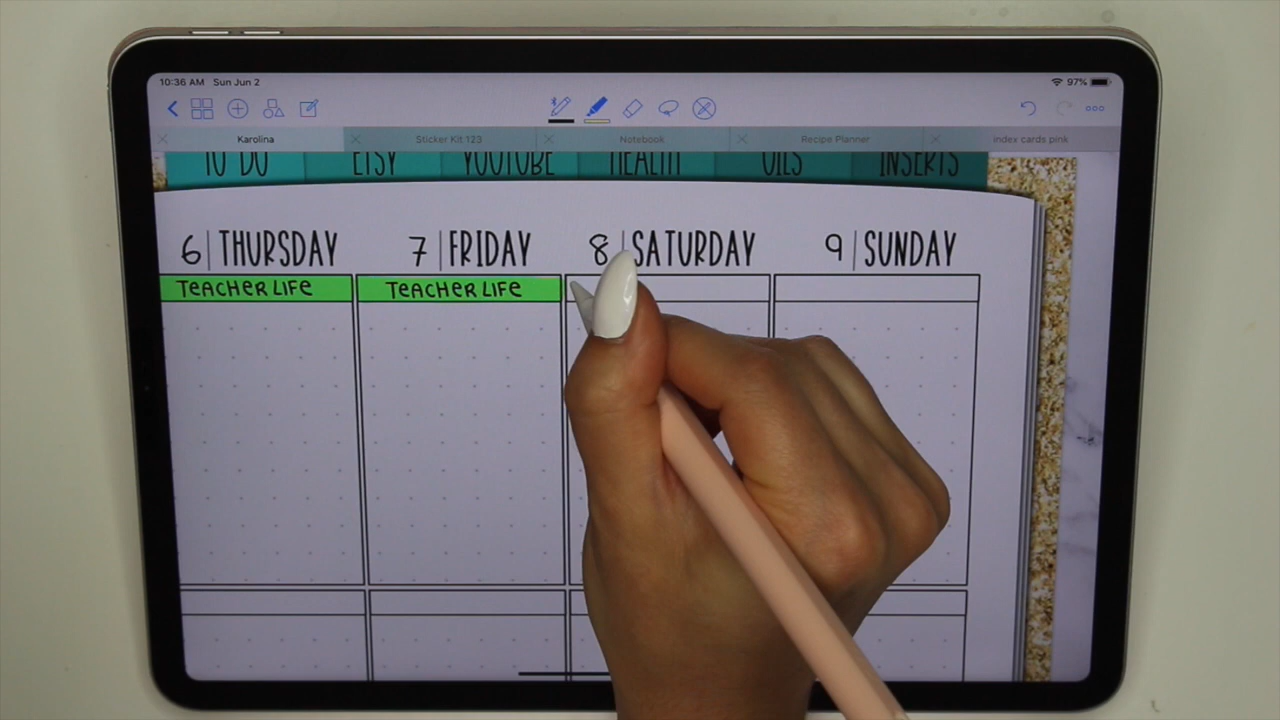 10:36 AM Sun Jun 2 97%
Karolina Sticker Kit 123 Notebook Recipe Planner index cards pink
TO DO ETSY YOUTUBE HEALTH OILS INSERTS
6 | THURSDAY 7 | FRIDAY 8 | SATURDAY 9 | SUNDAY
TEACHER LIFE TEACHER LIFE